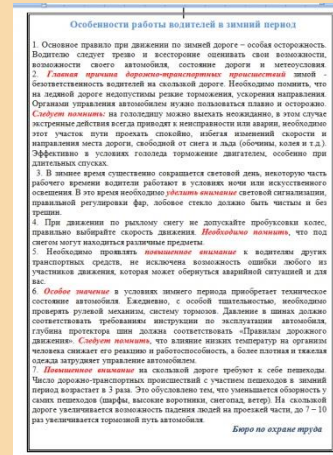 Особенности работы водителей в зимний период
1. Основное правило при движении по зимней дороге – особая осторожность.
Водителю следует трезво и всесторонне оценивать свои возможности,
возможности своего автомобиля, состояние дороги и метеоусловия.
2. Главная причина дорожно-транспортных происшествий зимой -
безответственность водителей на скользкой дороге. Необходимо помнить, что
на ледяной дороге недопустимы резкие торможения, ускорения направления.
Органами управления автомобилем нужно пользоваться плавно и осторожно.
Следует помнить: на гололедицу можно выехать неожиданно, в этом случае
экстренные действия всегда приводят к неисправности или аварии, необходимо
этот участок пути проехать спокойно, избегая изменений скорости и
направления места дороги, свободной от снега и льда (обочины, колея и т.д.).
Эффективно в условиях гололеда торможение двигателем, особенно при
длительных спусках.
3. В зимнее время существенно сокращается световой день, некоторую часть
рабочего времени водители работают в условиях ночи или искусственного
освещения. В это время необходимо уделить внимание световой сигнализации,
правильной регулировки фар, лобовое стекло должны быть чистым и без
трещин.
4. При движении по рыхлому снегу не допускайте пробуксовки колес,
правильно выбирайте скорость движения. Необходимо помнить, что под
снегом могут находиться различные предметы.
5. Необходимо проявлять повышенное внимание к водителям других
транспортных средств, не исключена возможность ошибки любого из
участников движения, которая может обернуться аварийной ситуацией и для
вас.
6. Особое значение в условиях зимнего периода приобретает техническое
состояние автомобиля. Ежедневно, с особой тщательностью, необходимо
проверять рулевой механизм, систему тормозов. Давление в шинах должно
соответствовать требованиям инструкции по эксплуатации автомобиля,
глубина протектора шин должна соответствовать «Правилам дорожного
движения». Следует помнить, что влияние низких температур на организм
человека снижает его реакцию и работоспособность, а более плотная и тяжелая
одежда затрудняет управление автомобилем.
7. Повышенное внимание на скользкой дороге требуют к себе пешеходы.
Число дорожно-транспортных происшествий с участием пешеходов в зимний
период возрастает в 3 раза. Это обусловлено тем, что уменьшается обзорность у
самих пешеходов (шарфы, высокие воротники, снегопад, ветер). На скользкой
дороге увеличивается возможность падения людей на проезжей части, до 7 – 10
раз увеличивается тормозной путь автомобиля.
Бюро по охране труда